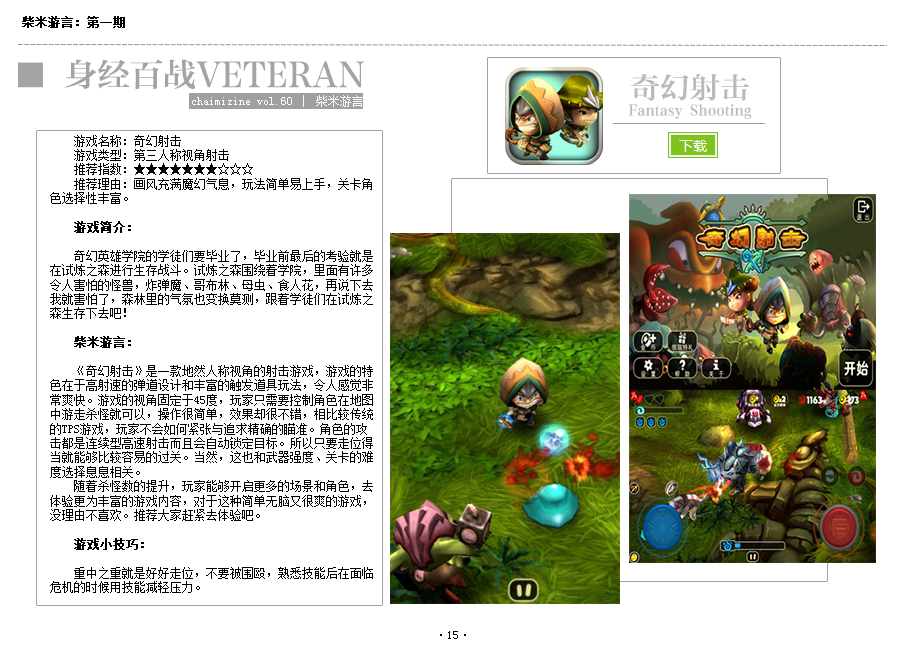 柴米游言：第一期
身经百战VETERAN
chaimizine vol.60 | 柴米游言
奇幻射击
Fantasy Shooting
下载
游戏名称：奇幻射击
游戏类型：第三人称视角射击
推荐指数：★★★★★★★☆☆☆
推荐理由：画风充满魔幻气息，玩法简单易上手，关卡角
色选择性丰富。
游戏简介：
奇幻英雄学院的学徒们要毕业了，毕业前最后的考验就是
在试炼之森进行生存战斗。试炼之森围绕着学院，里面有许多
令人害怕的怪兽，炸弹魔、哥布林、母虫、食人花，再说下去
我就害怕了，森林里的气氛也变换莫测，跟着学徒们在试炼之
森生存下去吧！
柴米游言：
《奇幻射击》是一款地然人称视角的射击游戏，游戏的特
色在于高射速的弹道设计和丰富的触发道具玩法，令人感觉非
常爽快。游戏的视角固定于45度，玩家只需要控制角色在地图
中游走杀怪就可以，操作很简单，效果却很不错，相比较传统
的TPS游戏，玩家不会如何紧张与追求精确的瞄准。角色的攻
击都是连续型高速射击而且会自动锁定目标。所以只要走位得
当就能够比较容易的过关。当然，这也和武器强度、关卡的难
度选择息息相关。
随着杀怪数的提升，玩家能够开启更多的场景和角色，去
体验更为丰富的游戏内容，对于这种简单无脑又很爽的游戏，
没理由不喜欢。推荐大家赶紧去体验吧。
游戏小技巧：
重中之重就是好好走位，不要被围殴，熟悉技能后在面临
危机的时候用技能减轻压力。
奇幻射击
退出
开始
x2
1163
273
·15·